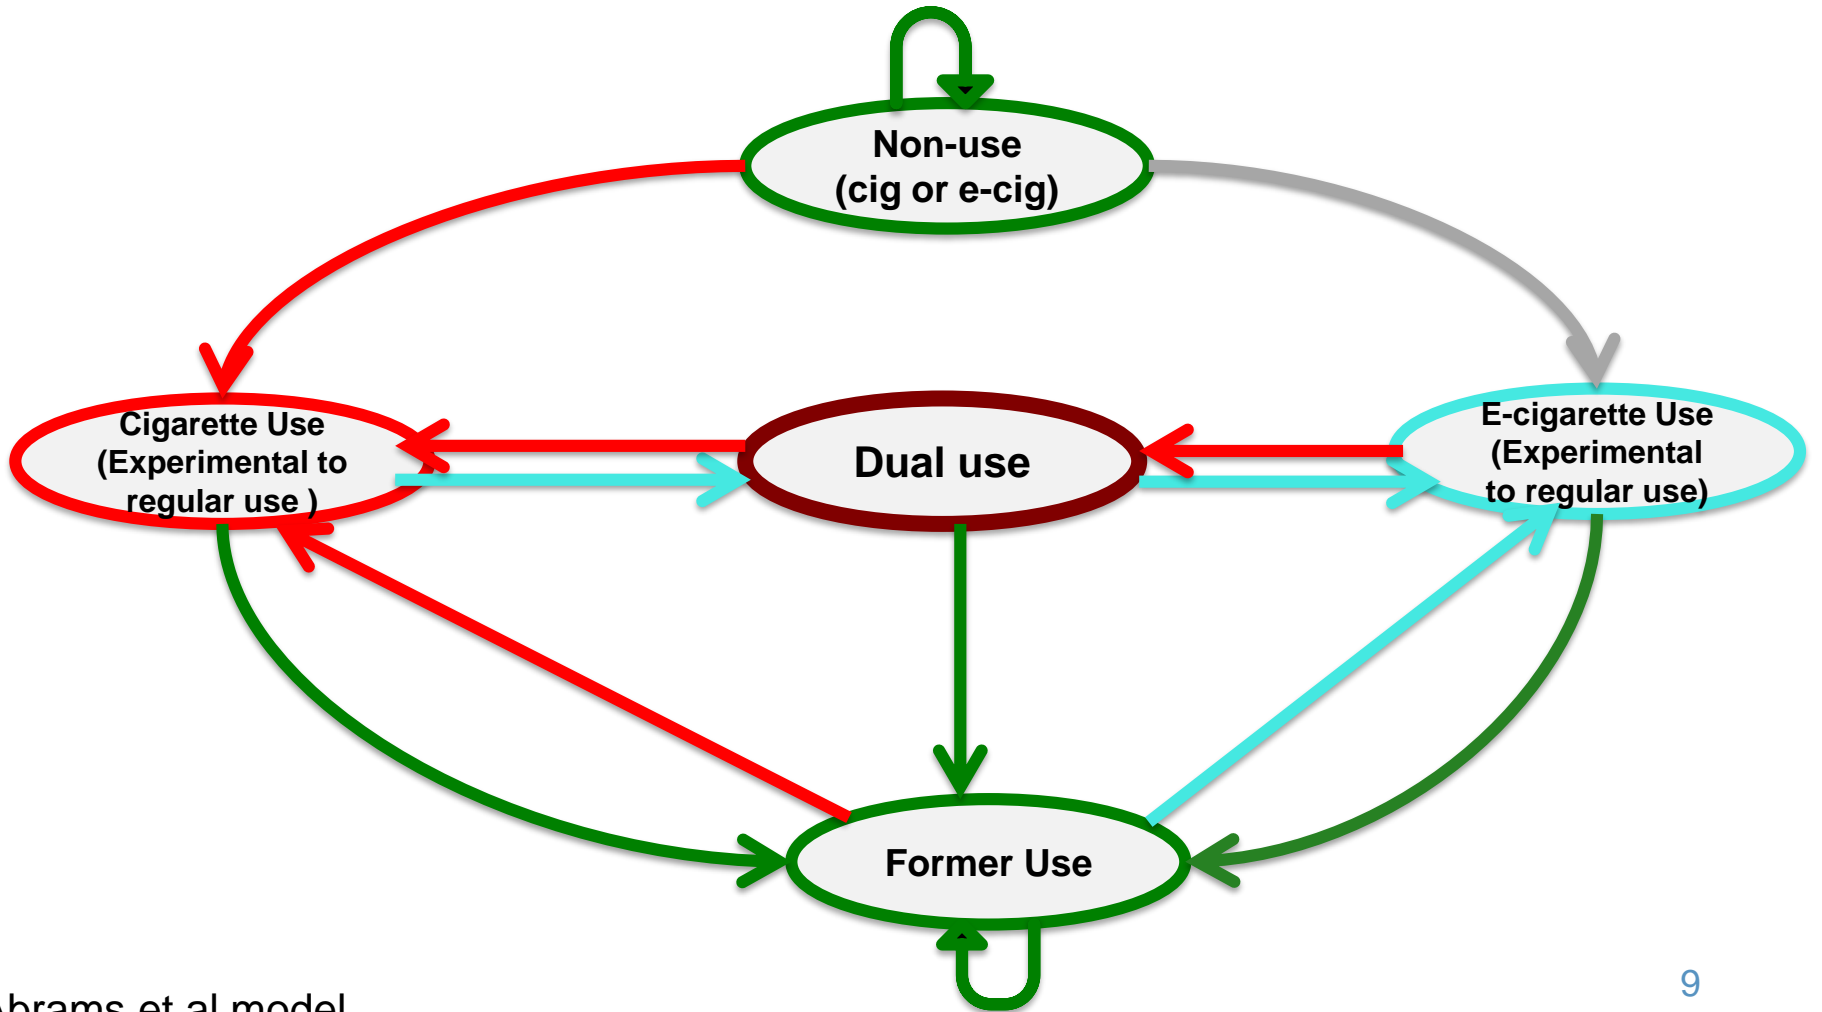 Non-use
(cig or e-cig)
Cigarette Use
(Experimental to
regular use )
Dual use
E-cigarette Use
(Experimental
to regular use)
Former Use
Abrams et al model
9